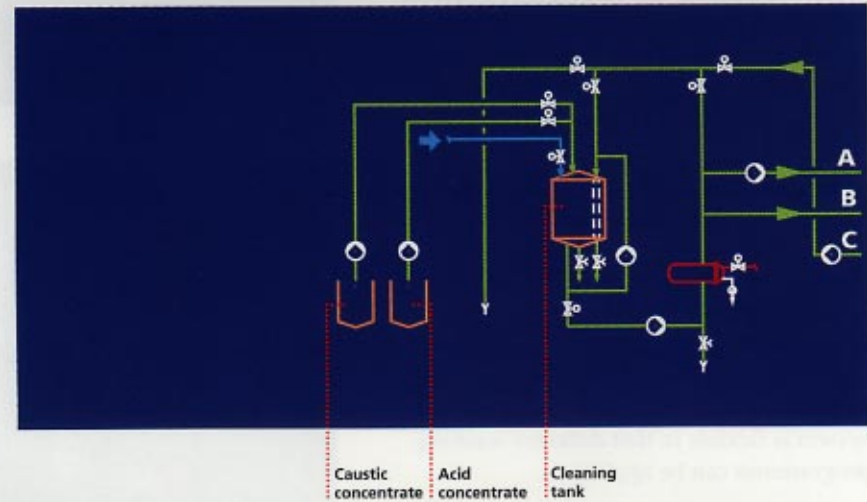 A
B
C
Caustic
concentrate
Acid
concentrate
Cleaning
tank